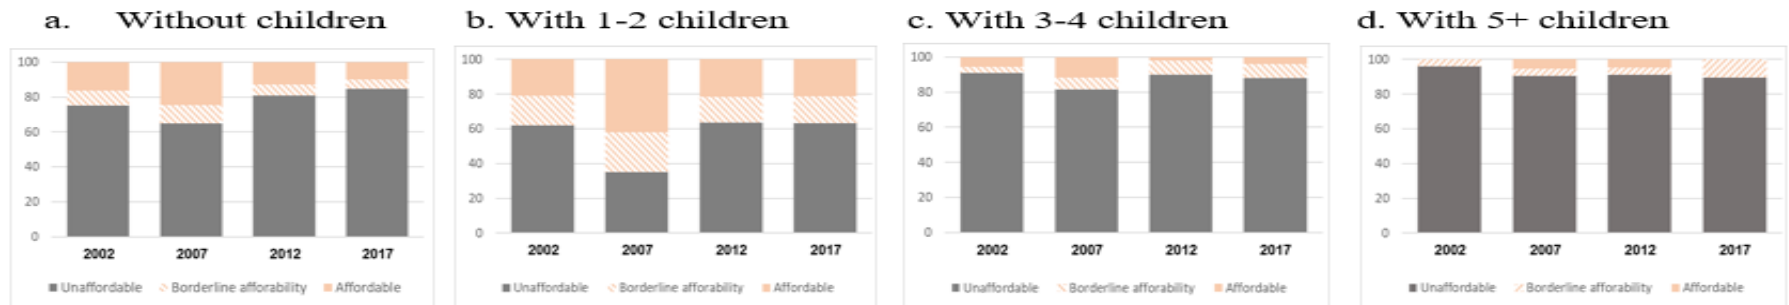 a. Without children
100
80
60
40
20
0
2002 2007 2012 2017
Unaffordable Borderline afforability Affordable
b. With 1-2 children
100
80
60
40
20
0
2002 2007 2012 2017
Unaffordable Borderline afforability Affordable
c. With 3-4 children
100
80
60
40
20
0
2002 2007 2012 2017
Unaffordable Borderline afforability Affordable
d. With 5+ children
100
80
60
40
20
0
2002 2007 2012 2017
Unaffordable Borderline afforability Affordable